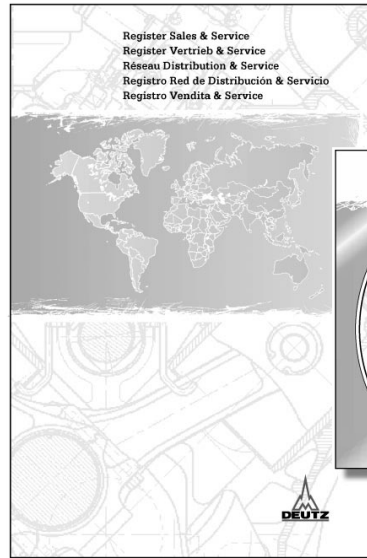 Register Sales & Service
Register Vertrieb & Service
Réseau Distribution & Service
Registro Red de Distribución & Servicio
Registro Vendita & Service
DEUTZ